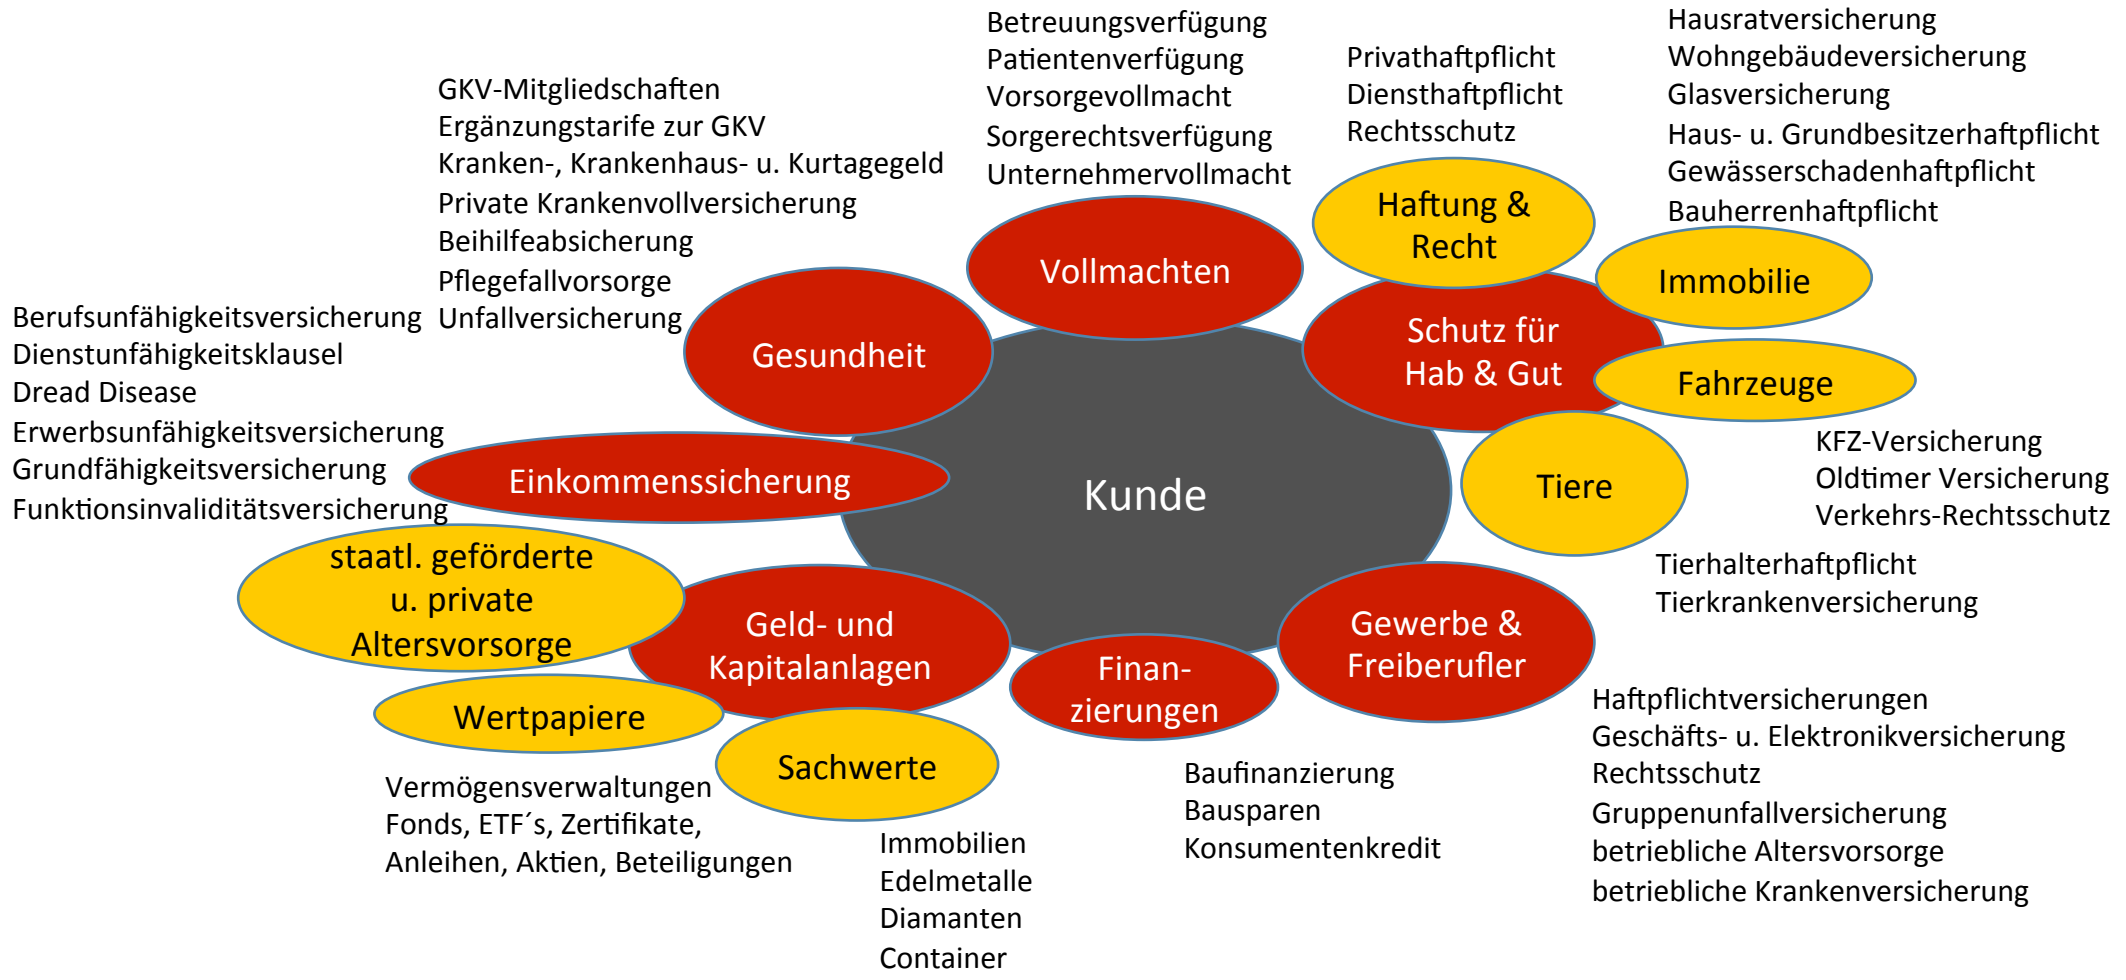 Betreuungsverfügung
Patientenverfügung
Vorsorgevollmacht
Sorgerechtsverfügung
Unternehmervollmacht
Vollmachten
Privathaftpflicht
Diensthaftpflicht
Rechtsschutz
Haftung &
Recht
Hausratversicherung
Wohngebäudeversicherung
Glasversicherung
Haus- u. Grundbesitzerhaftpflicht
Gewässerschadenhaftpflicht
Bauherrenhaftpflicht
Immobilie
GKV-Mitgliedschaften
Ergänzungstarife zur GKV
Kranken-, Krankenhaus- u. Kurtagegeld
Private Krankenvollversicherung
Beihilfeabsicherung
Pflegefallvorsorge
Unfallversicherung
Gesundheit
Schutz für
Hab & Gut
Fahrzeuge
KFZ-Versicherung
Oldtimer Versicherung
Verkehrs-Rechtsschutz
Berufsunfähigkeitsversicherung
Dienstunfähigkeitsklausel
Dread Disease
Erwerbsunfähigkeitsversicherung
Grundfähigkeitsversicherung
Funktionsinvaliditätsversicherung
Einkommenssicherung
Kunde
Tiere
Tierhalterhaftpflicht
Tierkrankenversicherung
staatl. geförderte
u. private
Altersvorsorge
Geld- und
Kapitalanlagen
Finan-
zierungen
Gewerbe &
Freiberufler
Wertpapiere
Vermögensverwaltungen
Fonds, ETF´s, Zertifikate,
Anleihen, Aktien, Beteiligungen
Sachwerte
Immobilien
Edelmetalle
Diamanten
Container
Baufinanzierung
Bausparen
Konsumentenkredit
Haftpflichtversicherungen
Geschäfts- u. Elektronikversicherung
Rechtsschutz
Gruppenunfallversicherung
betriebliche Altersvorsorge
betriebliche Krankenversicherung